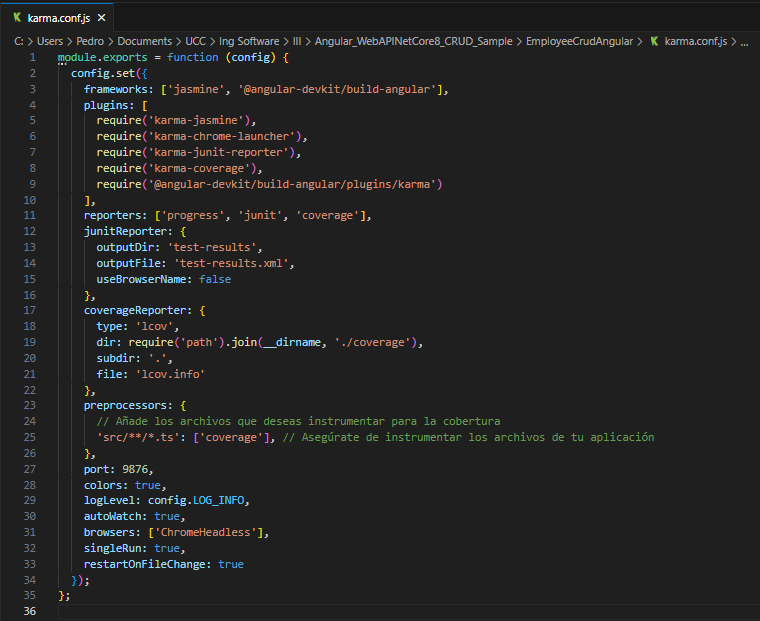 karma.conf.js ×
C: > Users > Pedro > Documents > UCC > Ing Software > III > Angular_WebAPINetCore8_CRUD_Sample > EmployeeCrudAngular > karma.conf.js > ...
1 module.exports = function (config) {
2   config.set({
3     frameworks: ['jasmine', '@angular-devkit/build-angular'],
4     plugins: [
5       require('karma-jasmine'),
6       require('karma-chrome-launcher'),
7       require('karma-junit-reporter'),
8       require('karma-coverage'),
9       require('@angular-devkit/build-angular/plugins/karma')
10     ],
11     reporters: ['progress', 'junit', 'coverage'],
12     junitReporter: {
13       outputDir: 'test-results',
14       outputFile: 'test-results.xml',
15       useBrowserName: false
16     },
17     coverageReporter: {
18       type: 'lcov',
19       dir: require('path').join(__dirname, './coverage'),
20       subdir: '.',
21       file: 'lcov.info'
22     },
23     preprocessors: {
24       // Añade los archivos que deseas instrumentar para la cobertura
25       'src/**/*.ts': ['coverage'], // Asegúrate de instrumentar los archivos de tu aplicación
26     },
27     port: 9876,
28     colors: true,
29     logLevel: config.LOG_INFO,
30     autoWatch: true,
31     browsers: ['ChromeHeadless'],
32     singleRun: true,
33     restartOnFileChange: true
34   });
35 };
36